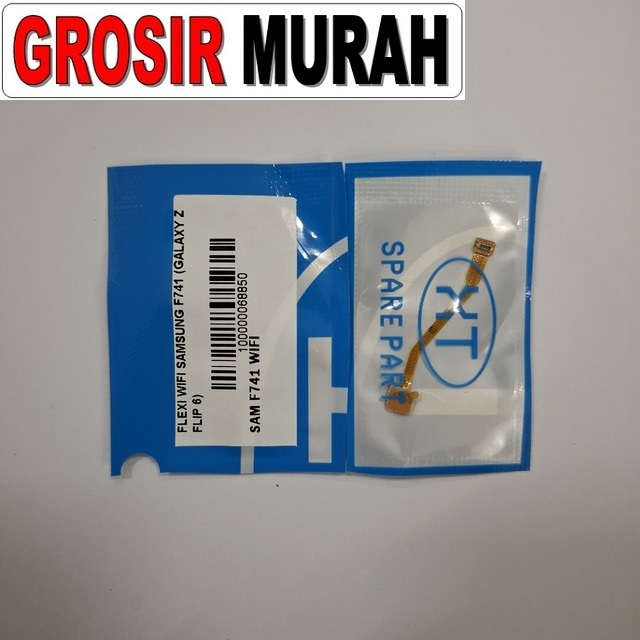 GROSIR MURAH
FLEXI WIFI SAMSUNG F741 (GALAXY Z
FLIP 6)
100000068850
SAM F741 WIFI
SPARE PART
XT